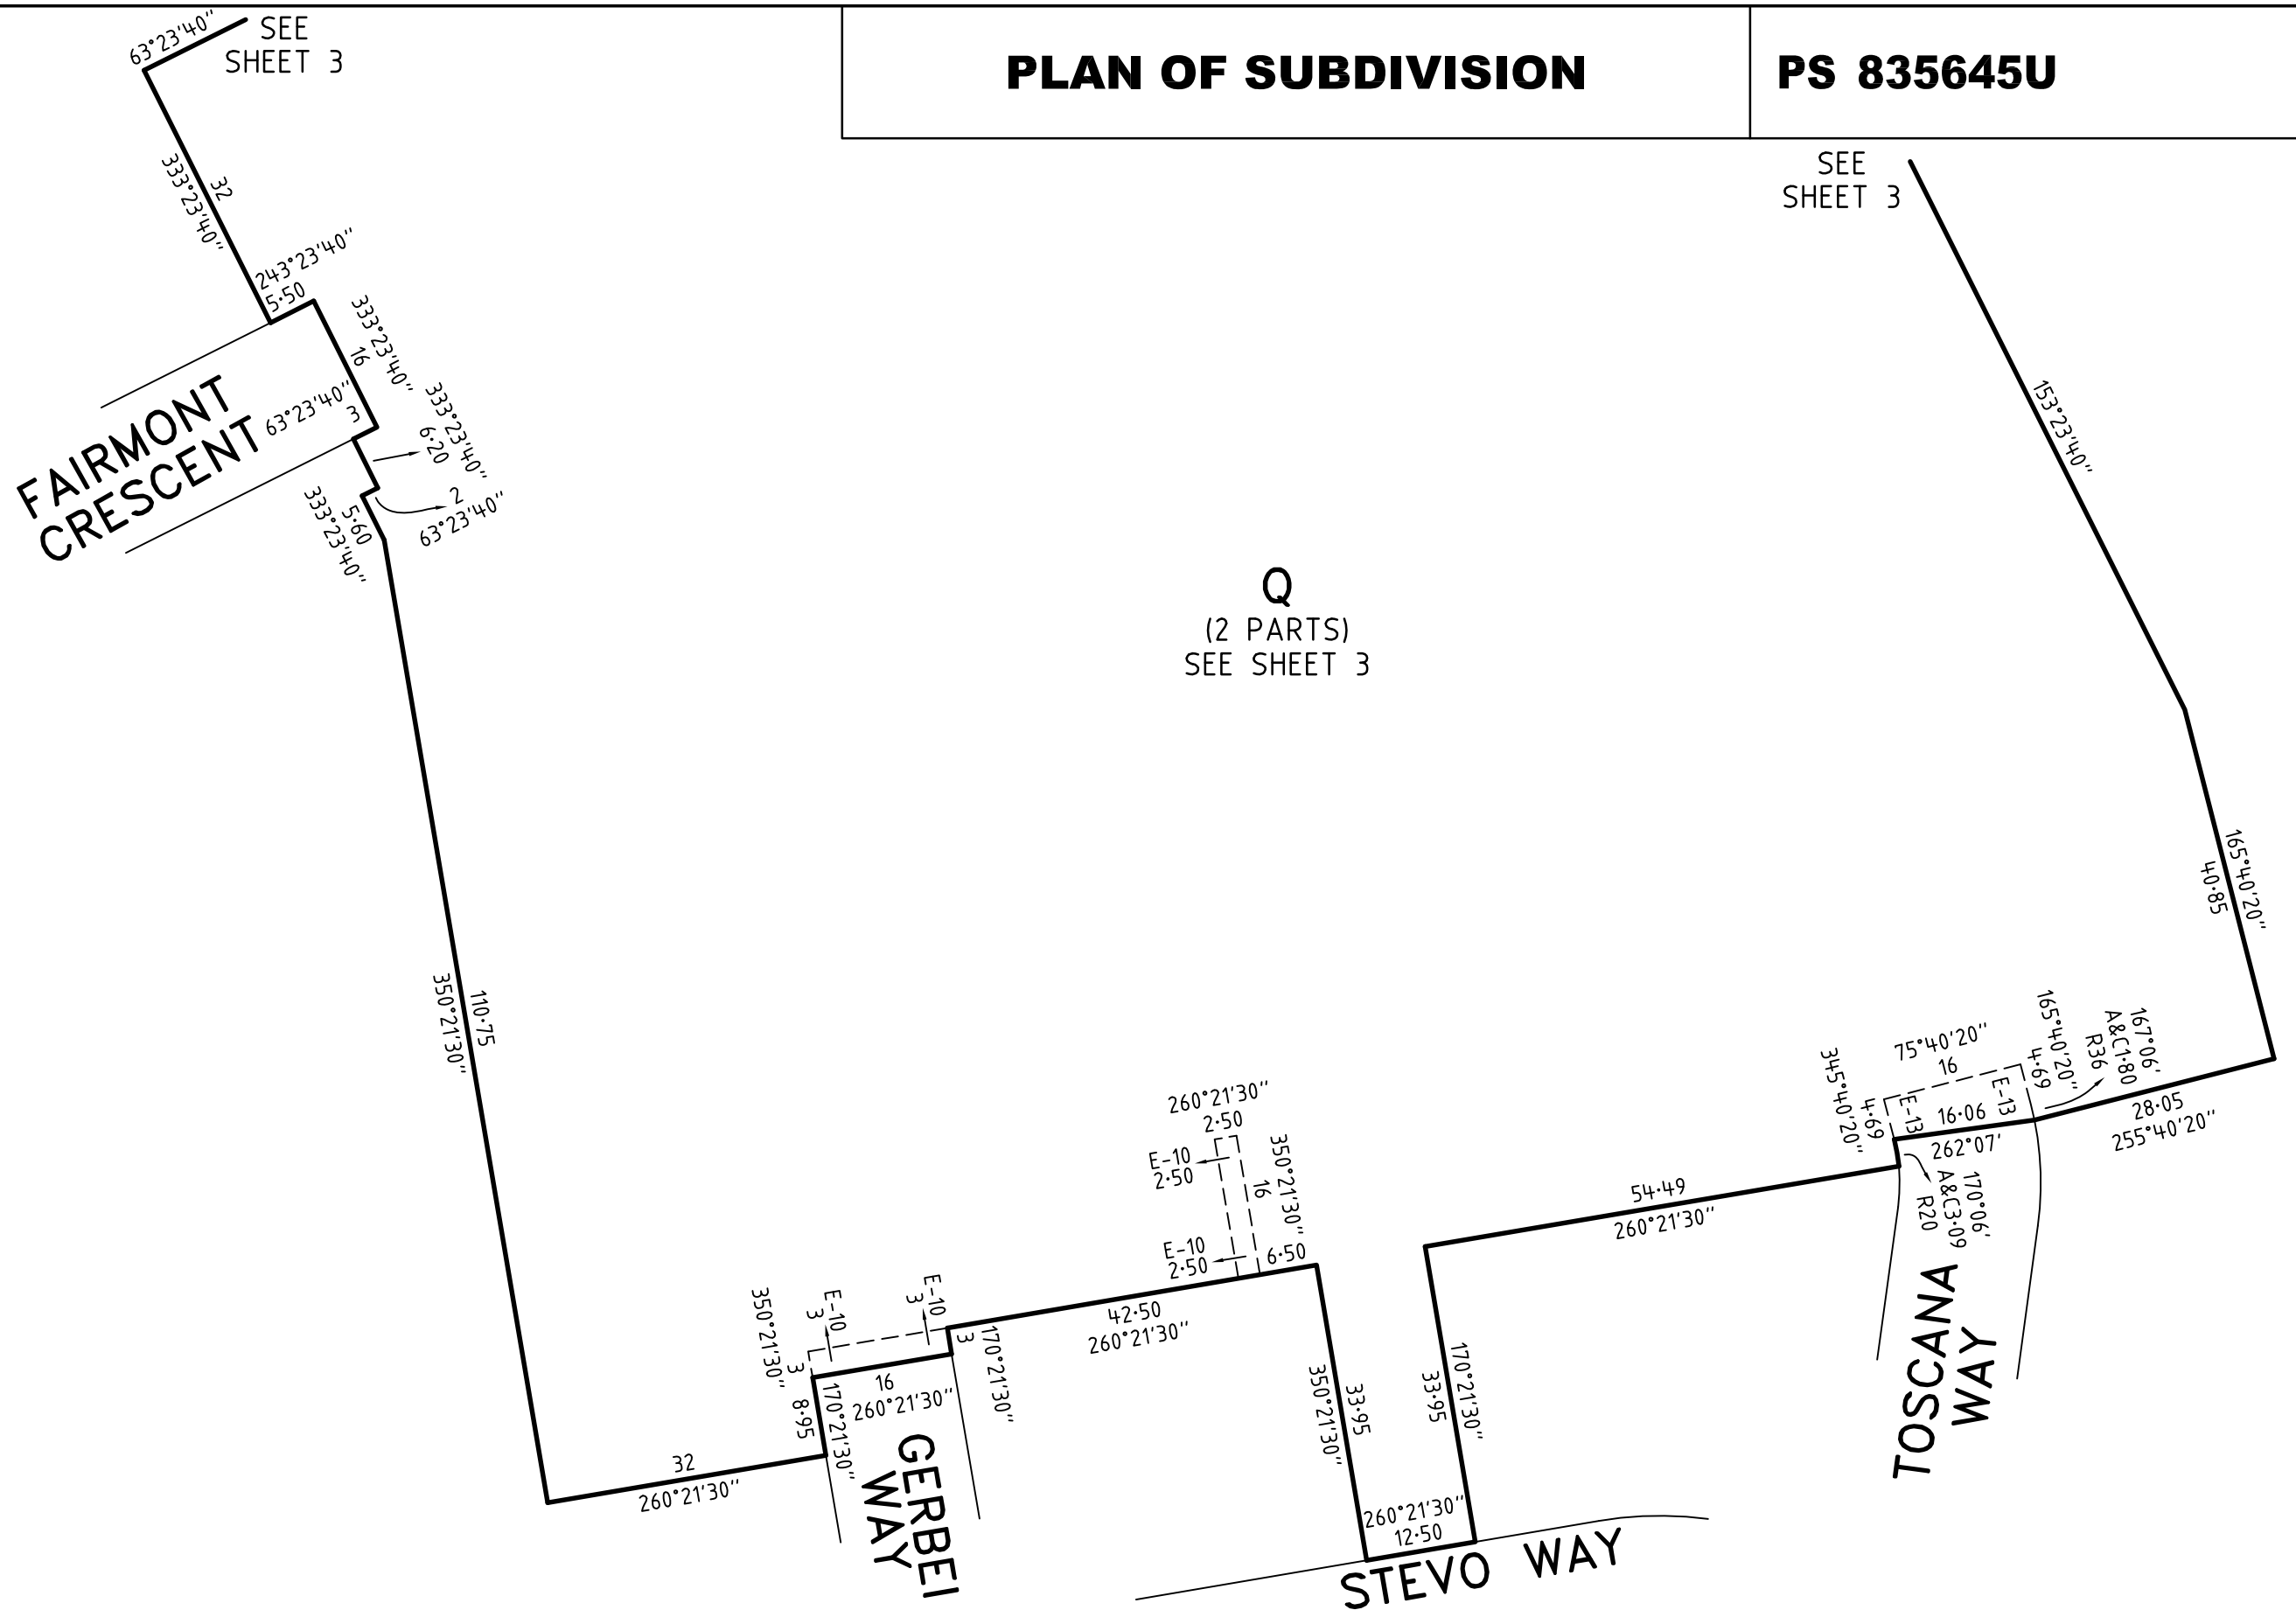 PLAN OF SUBDIVISION
PS 835645U
63°23'40"
SEE
SHEET 3
SEE
SHEET 3
32
333°23'40"
243°23'40"
5·50
333°23'40"
16
FAIRMONT
CRESCENT
63°23'40"
3
333°23'40"
6·20
2
63°23'40"
5·60
333°23'40"
153°23'40"
Q
(2 PARTS)
SEE SHEET 3
165°40'20"
40·85
110·75
350°21'30"
32
260°21'30"
350°21'30"
3
8·95
170°21'30"
E-10
3
E-10
3
16
260°21'30"
3
170°21'30"
GERBEI
WAY
42·50
260°21'30"
260°21'30"
2·50
E-10
2·50
E-10
2·50
350°21'30"
16
6·50
33·95
350°21'30"
260°21'30"
12·50
STEVO WAY
170°21'30"
33·95
54·49
260°21'30"
345°40'20"
4·69
75°40'20"
16
E-13
E-13
16·06
262°07'
165°40'20"
4·69
167°06'
A&C1·80
R36
28·05
255°40'20"
170°06'
A&C3·09
R20
TOSCANA
WAY